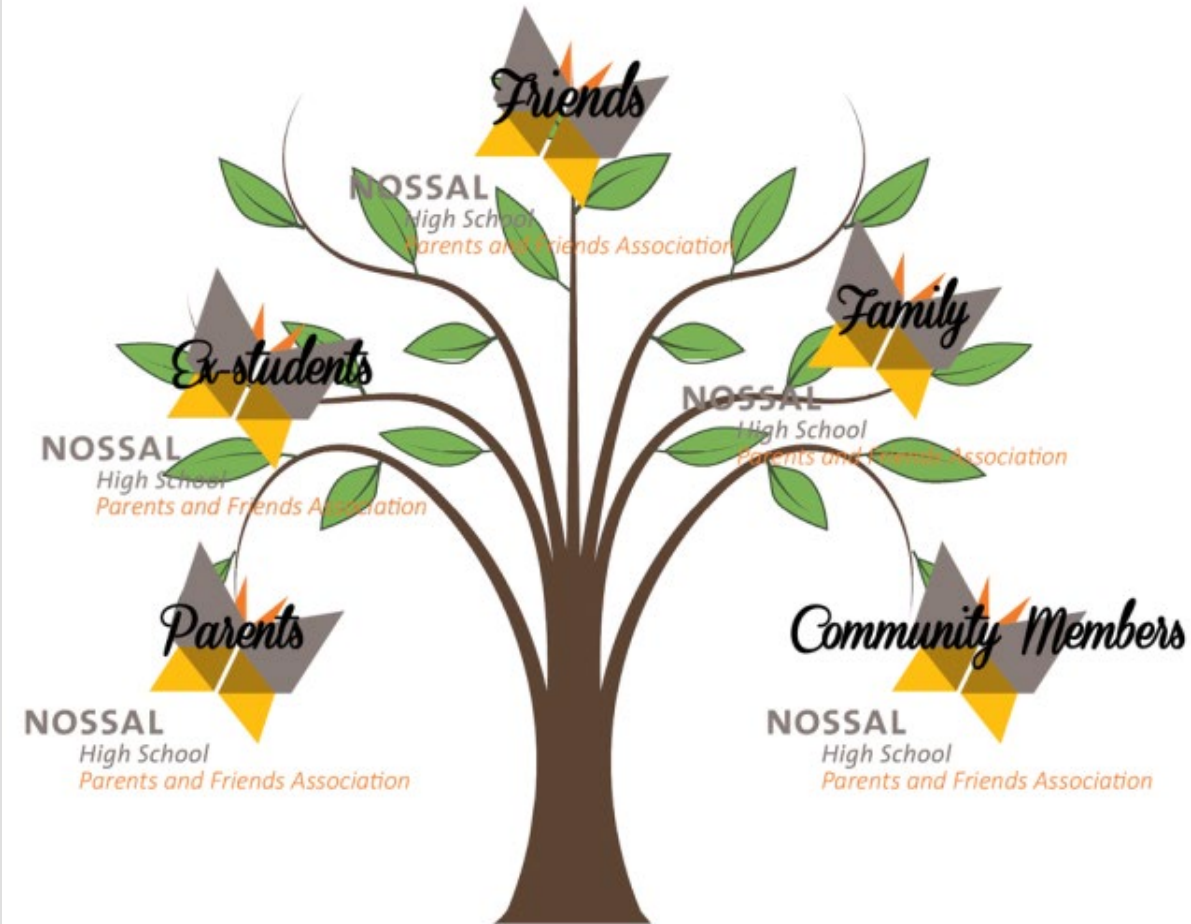 Friends
NOSSAL
High School
Parents and Friends Association
Family
NOSSAL
High School
Parents and Friends Association
Ex-students
NOSSAL
High School
Parents and Friends Association
Parents
NOSSAL
High School
Parents and Friends Association
Community Members
NOSSAL
High School
Parents and Friends Association